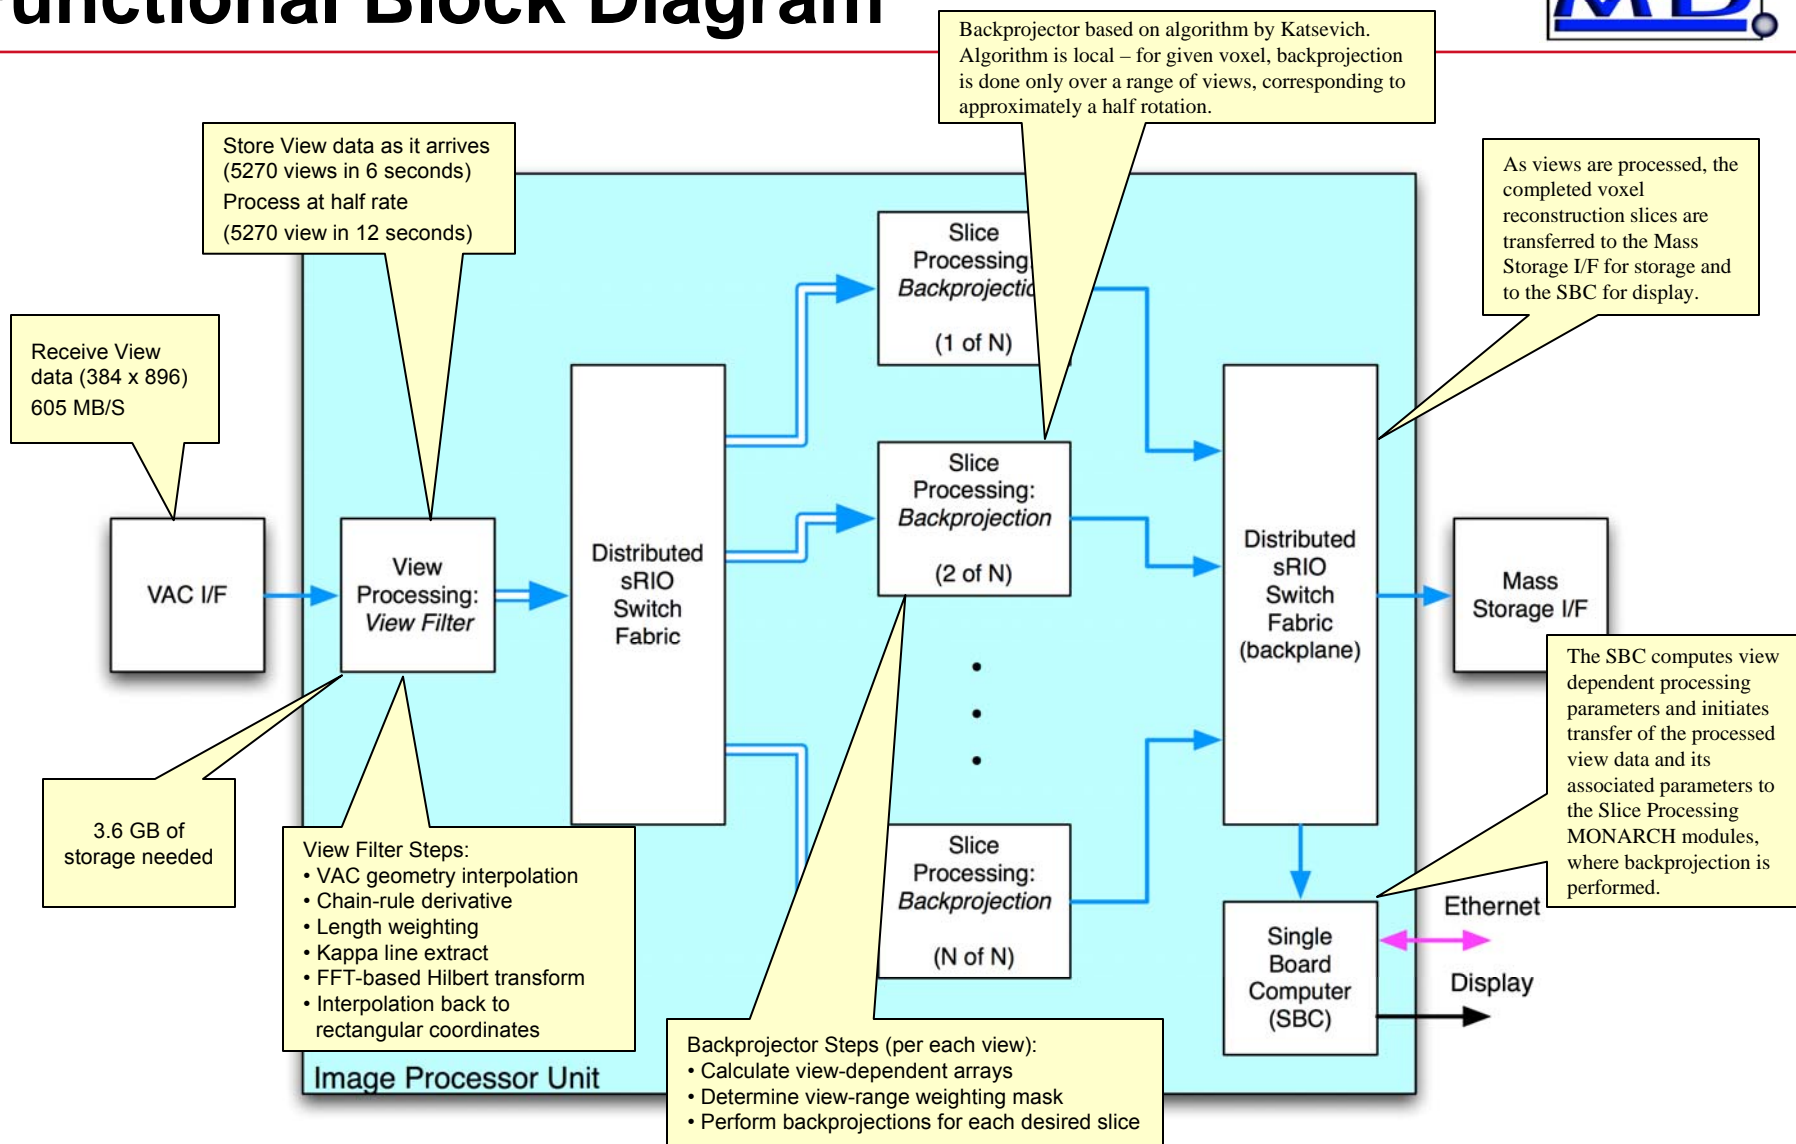 unctional Block Diagram
Backprojector based on algorithm by Katsevich.
Algorithm is local – for given voxel, backprojection
is done only over a range of views, corresponding to
approximately a half rotation.
Store View data as it arrives
(5270 views in 6 seconds)
Process at half rate
(5270 view in 12 seconds)
As views are processed, the
completed voxel
reconstruction slices are
transferred to the Mass
Storage I/F for storage and
to the SBC for display.
Receive View
data (384 x 896)
605 MB/S
Slice
Processing:
Backprojectio
(1 of N)
Slice
Processing:
Backprojection
(2 of N)
VAC I/F
View
Processing:
View Filter
Distributed
sRIO
Switch
Fabric
Distributed
sRIO
Switch
Fabric
(backplane)
Mass
Storage I/F
The SBC computes view
dependent processing
parameters and initiates
transfer of the processed
view data and its
associated parameters to
the Slice Processing
MONARCH modules,
where backprojection is
performed.
3.6 GB of
storage needed
View Filter Steps:
• VAC geometry interpolation
• Chain-rule derivative
• Length weighting
• Kappa line extract
• FFT-based Hilbert transform
• Interpolation back to
rectangular coordinates
Slice
Processing:
Backprojection
(N of N)
Single
Board
Computer
(SBC)
Ethernet
Display
Backprojector Steps (per each view):
• Calculate view-dependent arrays
• Determine view-range weighting mask
• Perform backprojections for each desired slice
Image Processor Unit